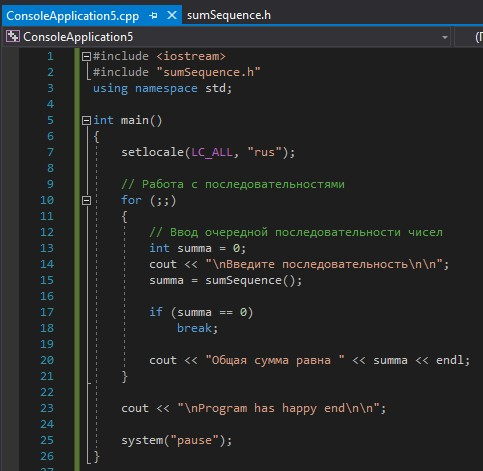 ConsoleApplication5.cpp sumSequence.h
ConsoleApplication5
1 #include <iostream>
2 #include "sumSequence.h"
3 using namespace std;
4
5 int main()
6 {
7 setlocale(LC_ALL, "rus");
8
9 // Работа с последовательностями
10 for (;;)
11 {
12 // Ввод очередной последовательности чисел
13 int summa = 0;
14 cout << "\nВведите последовательность\n\n";
15 summa = sumSequence();
16
17 if (summa == 0)
18 break;
19
20 cout << "Общая сумма равна " << summa << endl;
21 }
22
23 cout << "\nProgram has happy end\n\n";
24
25 system("pause");
26 }